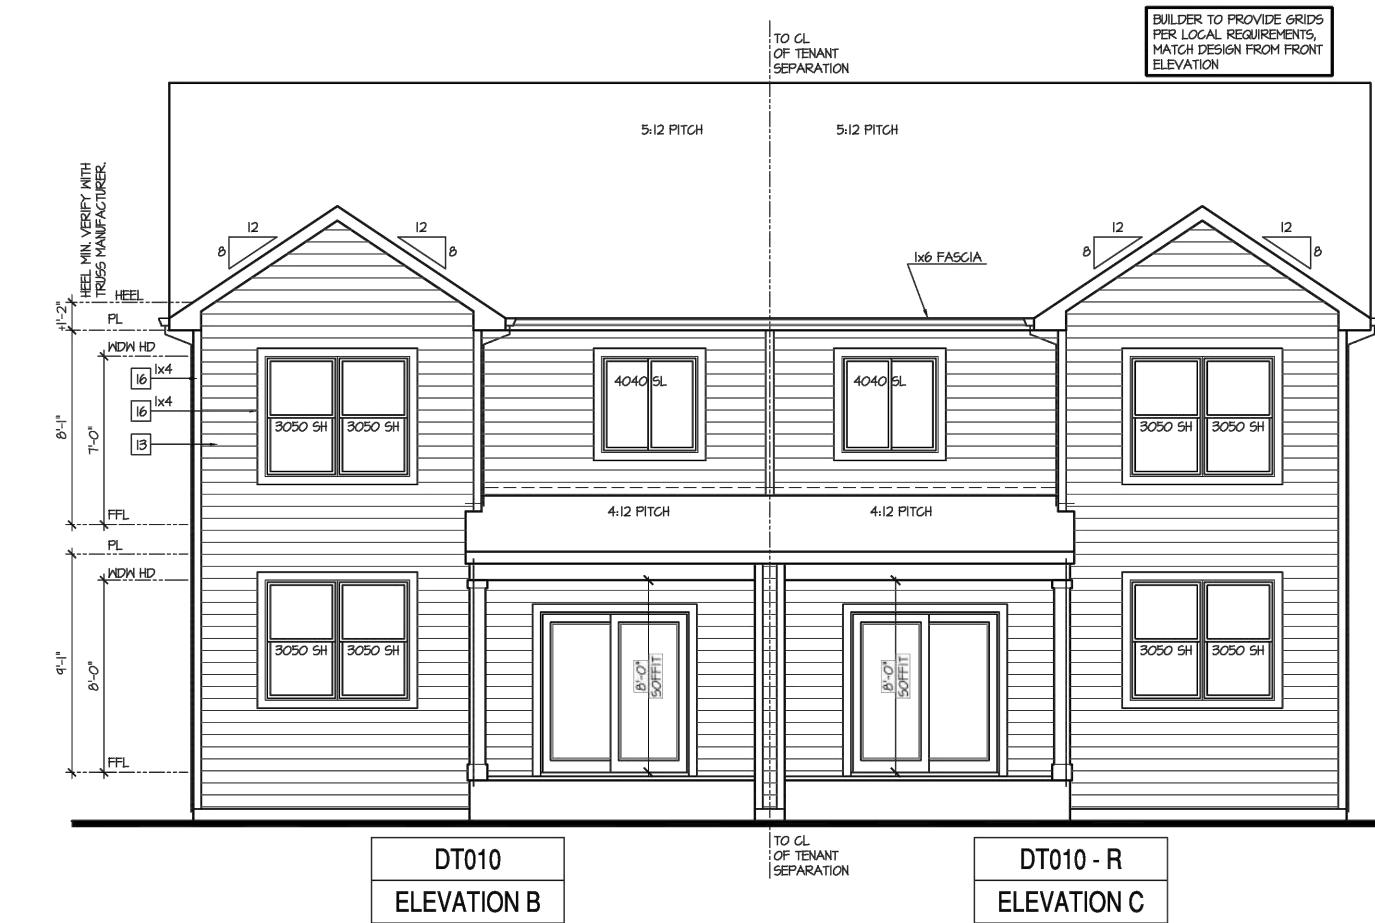 BUILDER TO PROVIDE GRIDS
PER LOCAL REQUIREMENTS,
MATCH DESIGN FROM FRONT
ELEVATION
TO CL
OF TENANT
SEPARATION
5:12 PITCH
5:12 PITCH
HEEL MIN. VERIFY WITH
TRUSS MANUFACTURER.
12
8
12
8
12
8
12
8
1x6 FASCIA
HEEL
+1'-2"
PL
WDW HD
16
1x4
16
1x4
13
8'-1"
7'-0"
FFL
4040 SL
4040 SL
3050 SH
3050 SH
3050 SH
3050 SH
4:12 PITCH
4:12 PITCH
PL
WDW HD
9'-1"
8'-0"
FFL
3050 SH
3050 SH
8'-0"
SOFFIT
8'-0"
SOFFIT
3050 SH
3050 SH
TO CL
OF TENANT
SEPARATION
DT010
ELEVATION B
DT010 - R
ELEVATION C